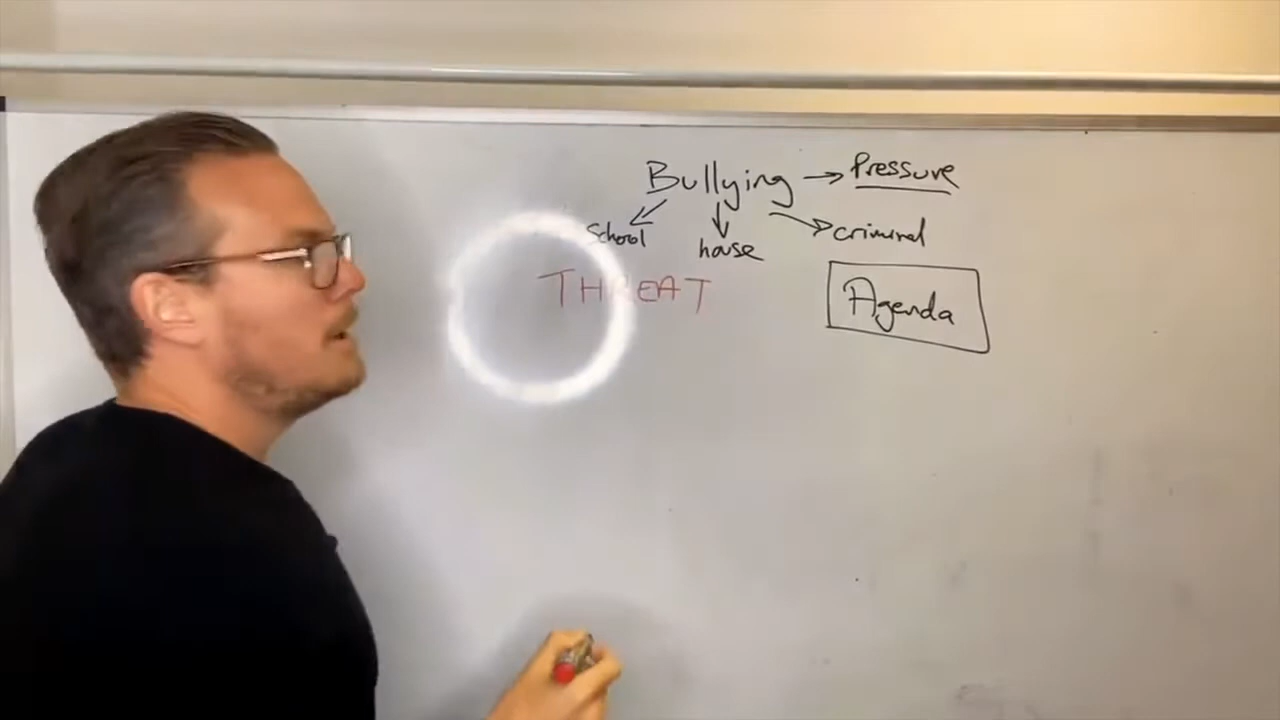 Bullying → Pressure
School
house
criminal
THREAT
Agenda